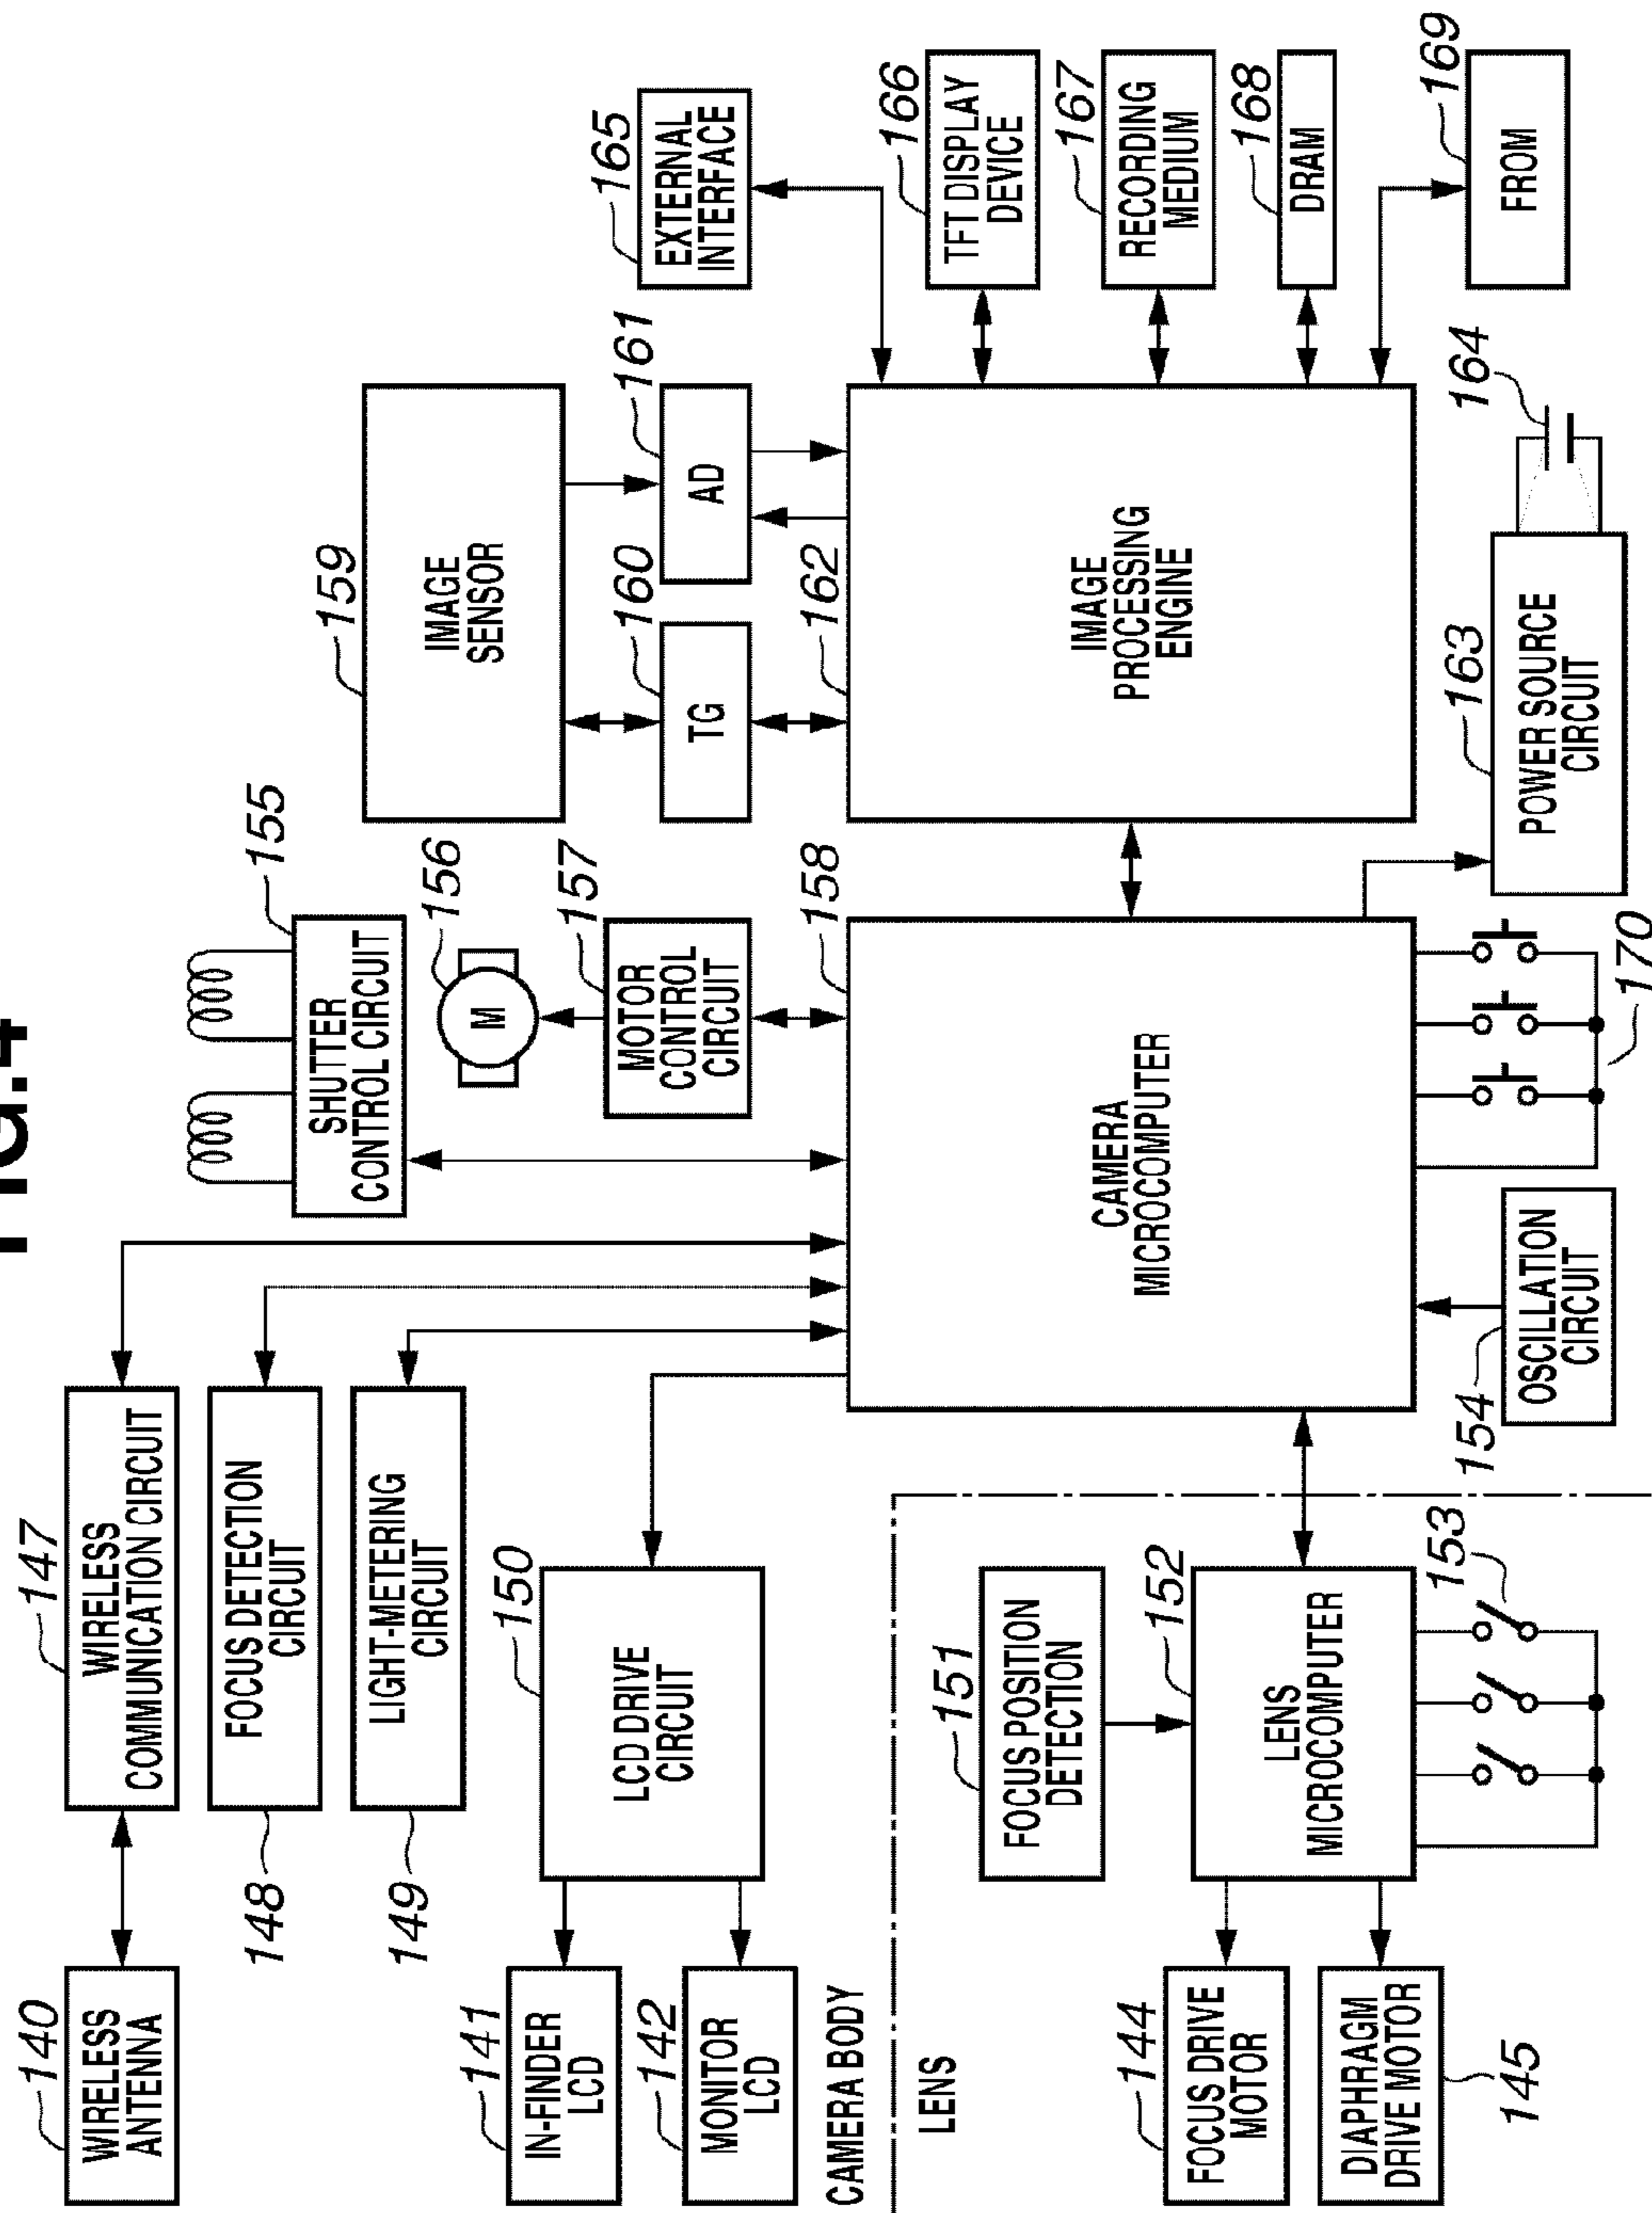 FIG.4
140
WIRELESS
ANTENNA
147
WIRELESS
COMMUNICATION CIRCUIT
148
FOCUS DETECTION
CIRCUIT
149
LIGHT-METERING
CIRCUIT
141
IN-FINDER
LCD
142
MONITOR
LCD
150
LCD DRIVE
CIRCUIT
CAMERA BODY
LENS
144
FOCUS DRIVE
MOTOR
DIAPHRAGM
DRIVE MOTOR
145
151
FOCUS POSITION
DETECTION
152
LENS
MICROCOMPUTER
153
154
OSCILLATION
CIRCUIT
155
SHUTTER
CONTROL CIRCUIT
156
M
157
MOTOR
CONTROL
CIRCUIT
158
CAMERA
MICROCOMPUTER
170
159
IMAGE
SENSOR
160
TG
161
AD
162
IMAGE
PROCESSING
ENGINE
163
POWER SOURCE
CIRCUIT
164
165
EXTERNAL
INTERFACE
166
TFT DISPLAY
DEVICE
167
RECORDING
MEDIUM
168
DRAM
169
FROM